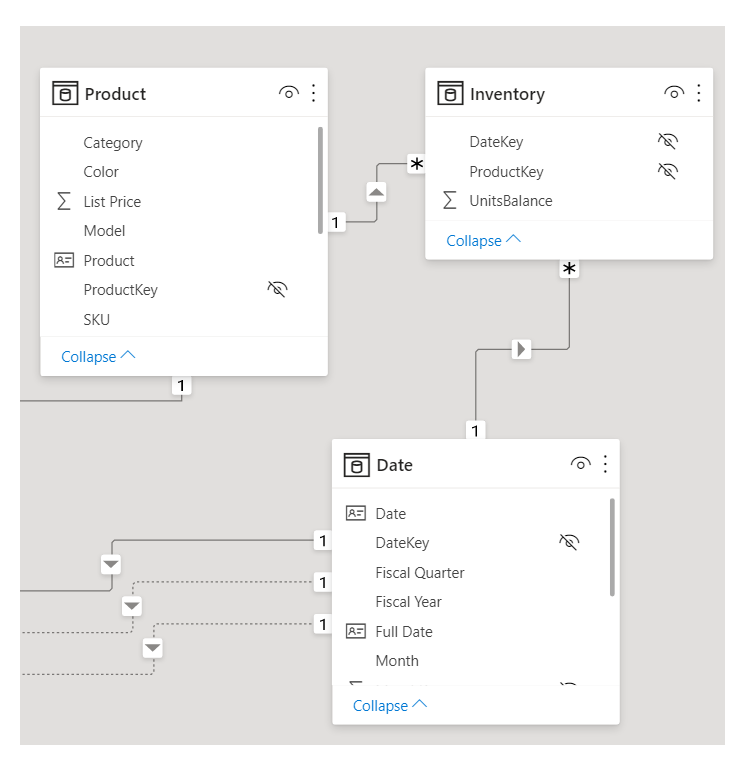 Product
Category
Color
List Price
Model
Product
ProductKey
SKU
Collapse
1
1
*
Inventory
DateKey
ProductKey
UnitsBalance
Collapse
*
1
Date
Date
DateKey
Fiscal Quarter
Fiscal Year
Full Date
Month
Collapse
1
1
1